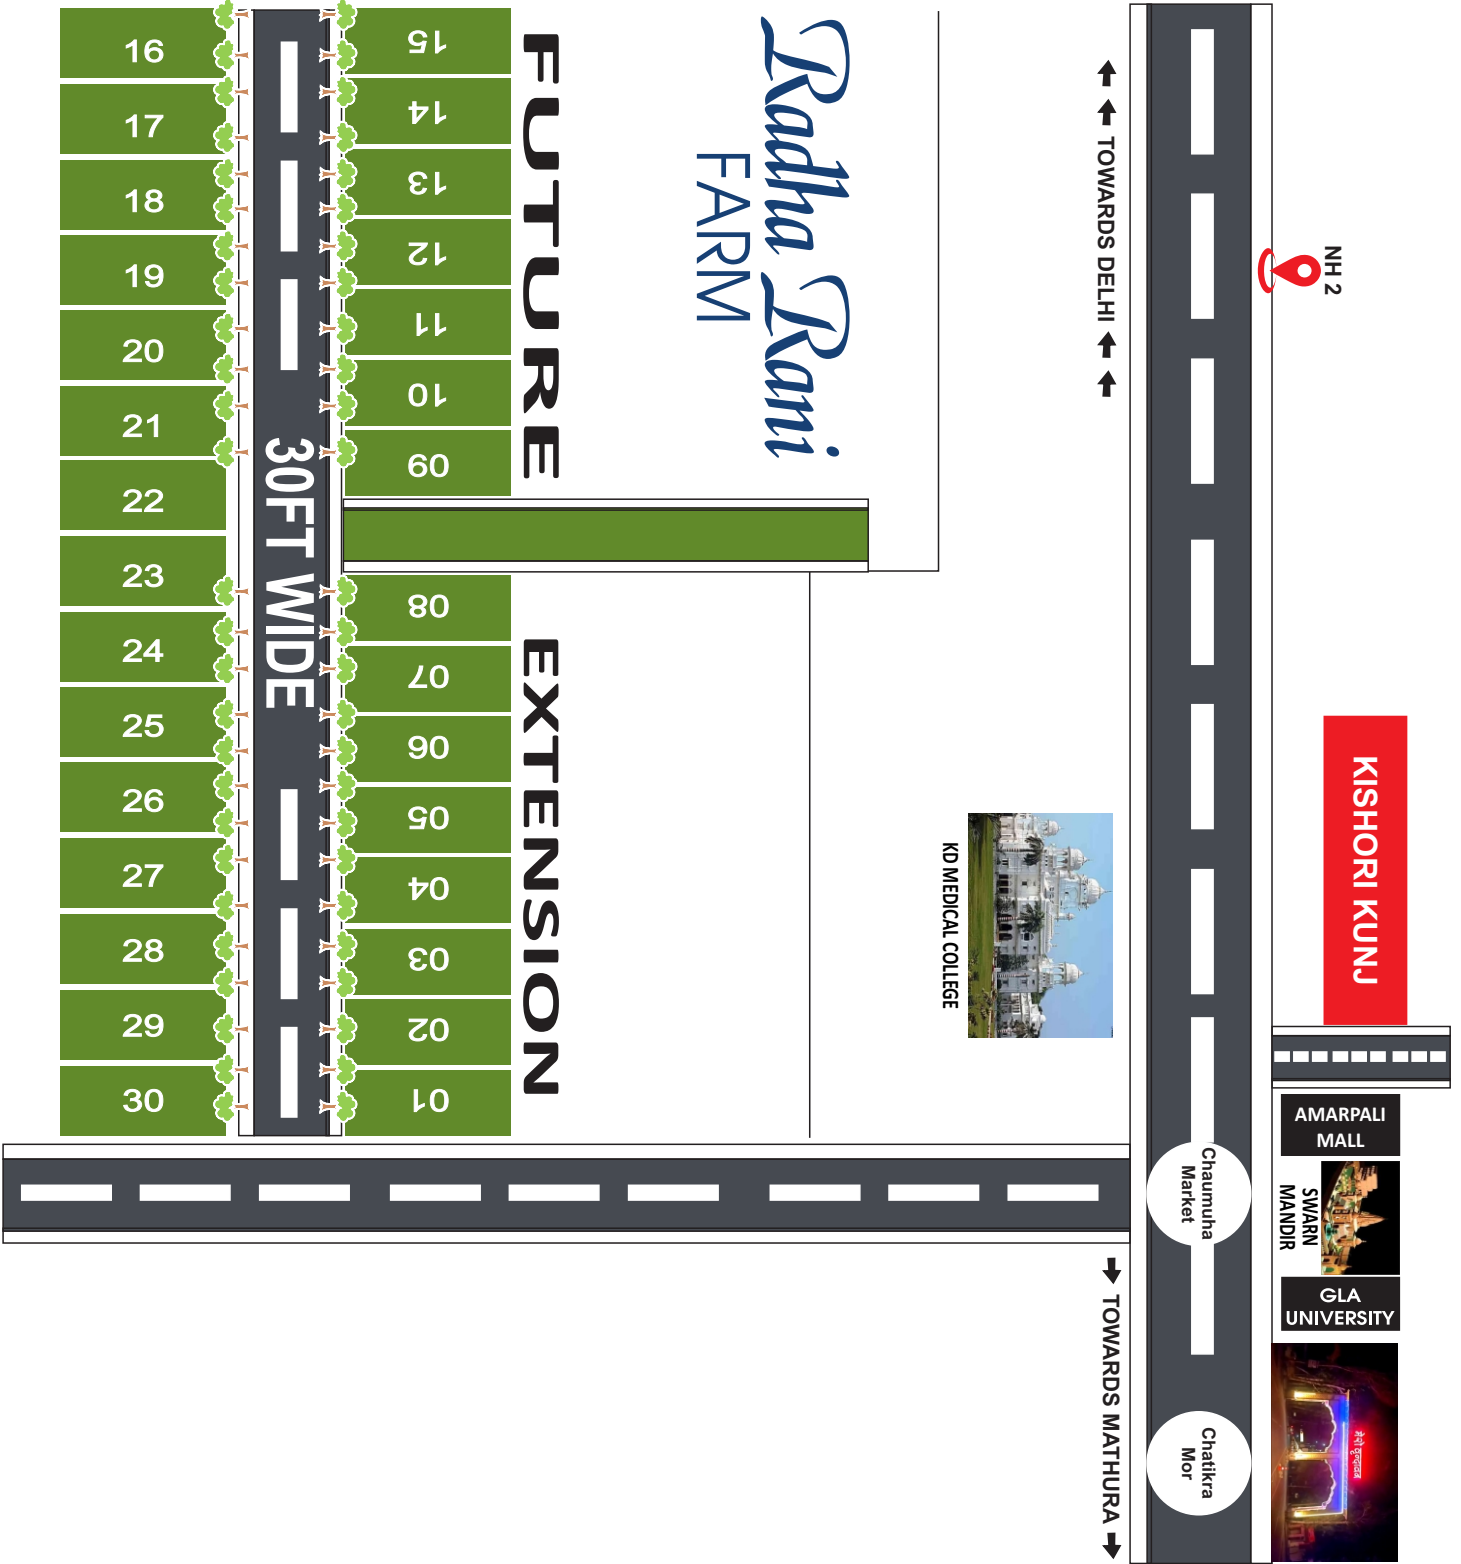 NH 2
KISHORI KUNJ
AMARPALI
MALL
SWARN
MANDIR
GLA
UNIVERSITY
मेरो वृन्दावन
TOWARDS DELHI
Chaumuha
Market
Chatikra
Mor
TOWARDS MATHURA
KD MEDICAL COLLEGE
Radha Rani
FARM
FUTURE
EXTENSION
15
14
13
12
11
10
09
08
07
06
05
04
03
02
01
30FT WIDE
16
17
18
19
20
21
22
23
24
25
26
27
28
29
30